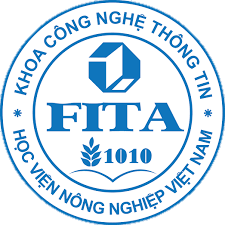 KHOA CÔNG NGHỆ THÔNG TIN
FITA
1010
HỌC VIỆN NÔNG NGHIỆP VIỆT NAM